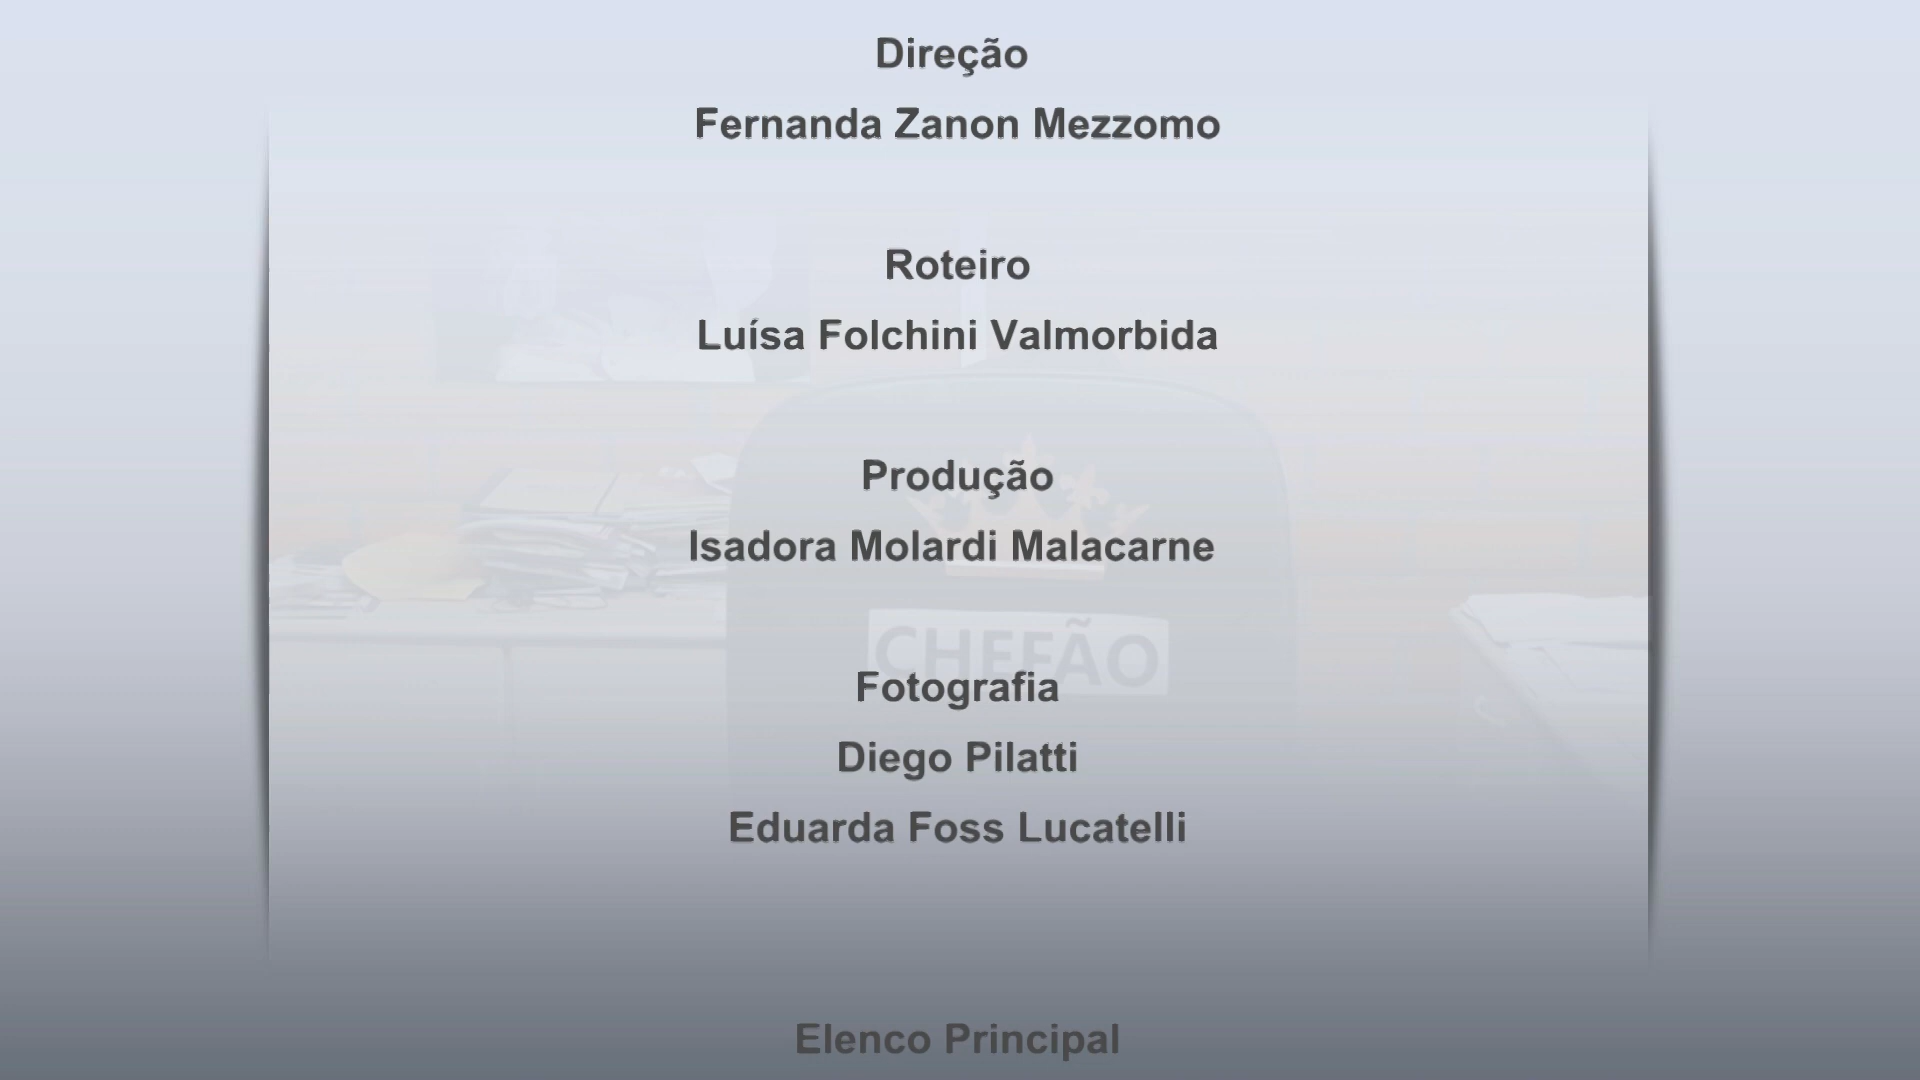 Direção
Fernanda Zanon Mezzomo
Roteiro
Luísa Folchini Valmorbida
Produção
Isadora Molardi Malacarne
CHEFÃO
Fotografia
Diego Pilatti
Eduarda Foss Lucatelli
Elenco Principal